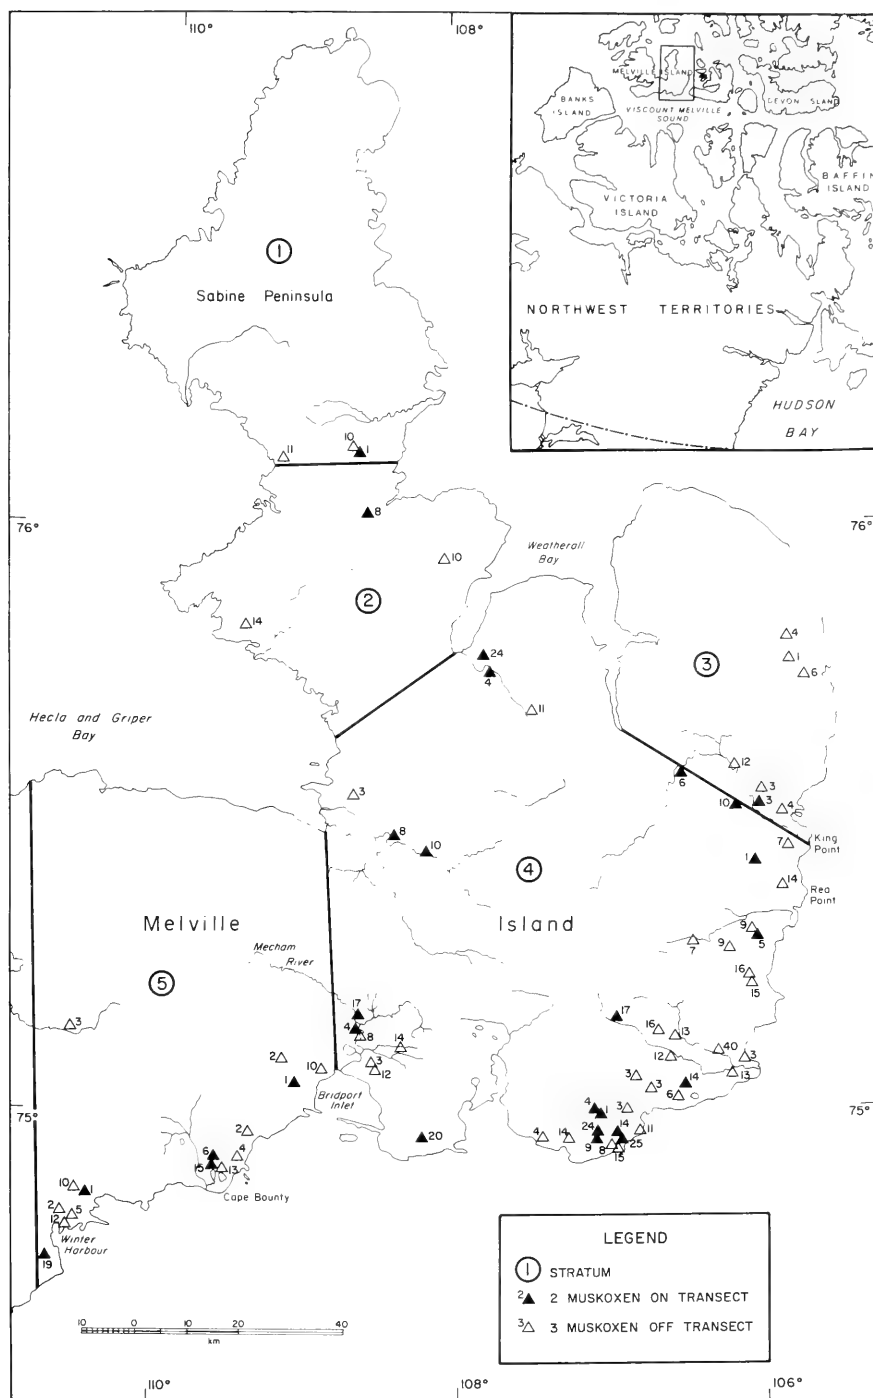 110°
108°
MELVILLE ISLAND
BANKS
ISLAND
VISCOUNT MELVILLE
SOUND
DEVON ISLAND
VICTORIA
ISLAND
BAFFIN
ISLAND
NORTHWEST TERRITORIES
HUDSON
BAY
1
Sabine Peninsula
11
10
1
76°
76°
8
10
Weatherall
Bay
2
14
24
4
11
3
4
1
6
Hecla and Griper
Bay
12
6
3
3
10
4
3
8
10
7
King
Point
1
4
14
Rea
Point
Melville
Island
9
5
7
9
Mecham
River
5
16
15
17
17
3
4
8
14
16
13
40
2
10
3
12
12
3
13
1
3
3
14
6
Bridport
Inlet
75°
75°
4
1
3
2
20
4
14
24
14
11
9
8
25
15
6
4
15
13
Cape Bounty
10
1
2
5
12
Winter
Harbour
19
LEGEND
1 STRATUM
2 2 MUSKOXEN ON TRANSECT
3 3 MUSKOXEN OFF TRANSECT
10 0 10 20 40
km
110°
108°
106°